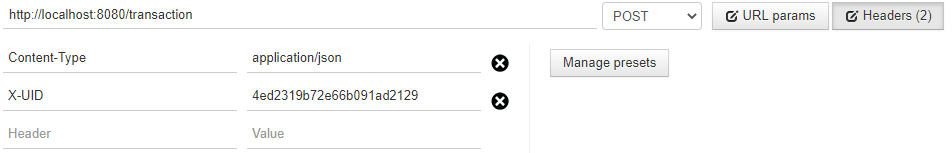 http://localhost:8080/transaction POST URL params Headers (2)
Content-Type application/json Manage presets
X-UID 4ed2319b72e66b091ad2129
Header Value